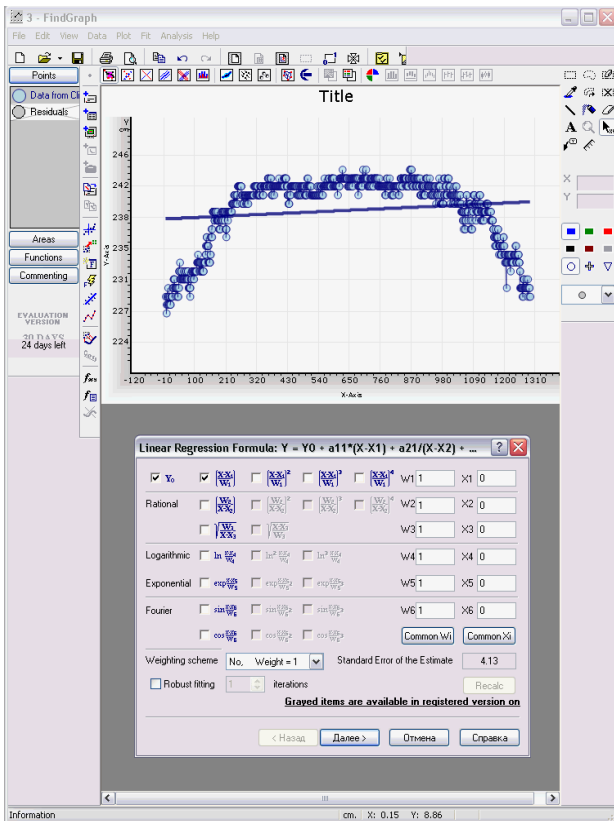 3 - FindGraph
File Edit View Data Plot Fit Analysis Help
Points
Data from Cli
Residuals
Areas
Functions
Commenting
EVALUATION
VERSION
30 DAYS
24 days left
Title
Y
cm
246
242
238
235
231
227
224
Y-Axis
-120 -10 100 210 320 430 540 650 760 870 980 1090 1200 1310
X-Axis
X
Y
Linear Regression Formula: Y = Y0 + a11*(X-X1) + a21/(X-X2) + ...
Y₀ W1 1 X1 0
Rational W2 1 X2 0
W3 1 X3 0
Logarithmic W4 1 X4 0
Exponential W5 1 X5 0
Fourier W6 1 X6 0
Common Wi Common Xi
Weighting scheme No, Weight = 1 Standard Error of the Estimate 4.13
Robust fitting 1 iterations Recalc
Grayed items are available in registered version on
< Назад Далее > Отмена Справка
Information cm. X: 0.15 Y: 8.86